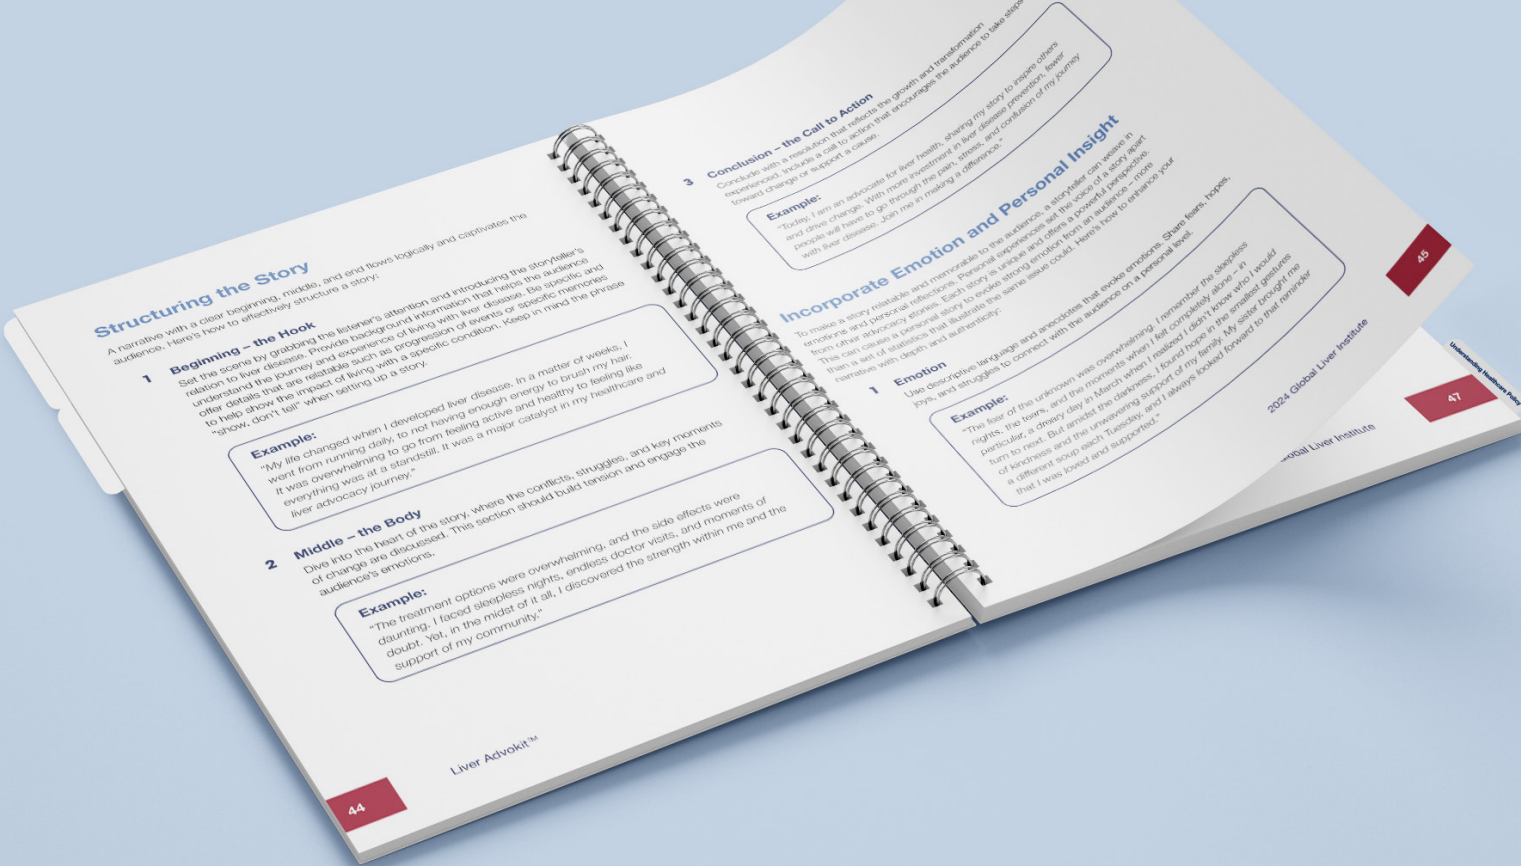 Structuring the Story
A narrative with a clear beginning, middle, and end flows logically and captivates the
audience. Here's how to effectively structure a story:
1 Beginning – the Hook
Set the scene by grabbing the listener's attention and introducing the storyteller's
relation to liver disease. Provide background information that helps the audience
understand the journey and experience of living with liver disease. Be specific and
offer details that are relatable such as progression of events or specific memories
to help show the impact of living with a specific condition. Keep in mind the phrase
"show, don't tell" when setting up a story.
Example:
"My life changed when I developed liver disease. In a matter of weeks, I
went from running daily, to not having enough energy to brush my hair.
It was overwhelming to go from feeling active and healthy to feeling like
everything was at a standstill. It was a major catalyst in my healthcare and
liver advocacy journey."
2 Middle – the Body
Dive into the heart of the story, where the conflicts, struggles, and key moments
of change are discussed. This section should build tension and engage the
audience's emotions.
Example:
"The treatment options were overwhelming, and the side effects were
daunting. I faced sleepless nights, endless doctor visits, and moments of
doubt. Yet, in the midst of it all, I discovered the strength within me and the
support of my community."
Liver Advokit™
44
3 Conclusion – the Call to Action
Conclude with a resolution that reflects the growth and transformation
experienced. Include a call to action that encourages the audience to take steps
toward change or support a cause.
Example:
"Today, I am an advocate for liver health, sharing my story to inspire others
and drive change. With more investment in liver disease prevention, fewer
people will have to go through the pain, stress, and confusion of my journey
with liver disease. Join me in making a difference."
Incorporate Emotion and Personal Insight
To make a story relatable and memorable to the audience, a storyteller can weave in
emotions and personal reflections. Personal experiences set the voice of a story apart
from other advocacy stories. Each story is unique and offers a powerful perspective.
This can cause a personal story to evoke strong emotion from an audience – more
than a set of statistics that illustrate the same issue could. Here's how to enhance your
narrative with depth and authenticity:
1 Emotion
Use descriptive language and anecdotes that evoke emotions. Share fears, hopes,
joys, and struggles to connect with the audience on a personal level.
Example:
"The fear of the unknown was overwhelming. I remember the sleepless
nights, the tears, and the moments when I felt completely alone – in
particular, a dreary day in March when I realized I didn't know who I would
turn to next. But amidst the darkness, I found hope in the smallest gestures
of kindness and the unwavering support of my family. My sister brought me
a different soup each Tuesday, and I always looked forward to that reminder
that I was loved and supported."
2024 Global Liver Institute
45
Understanding Healthcare Policy
47
obal Liver Institute